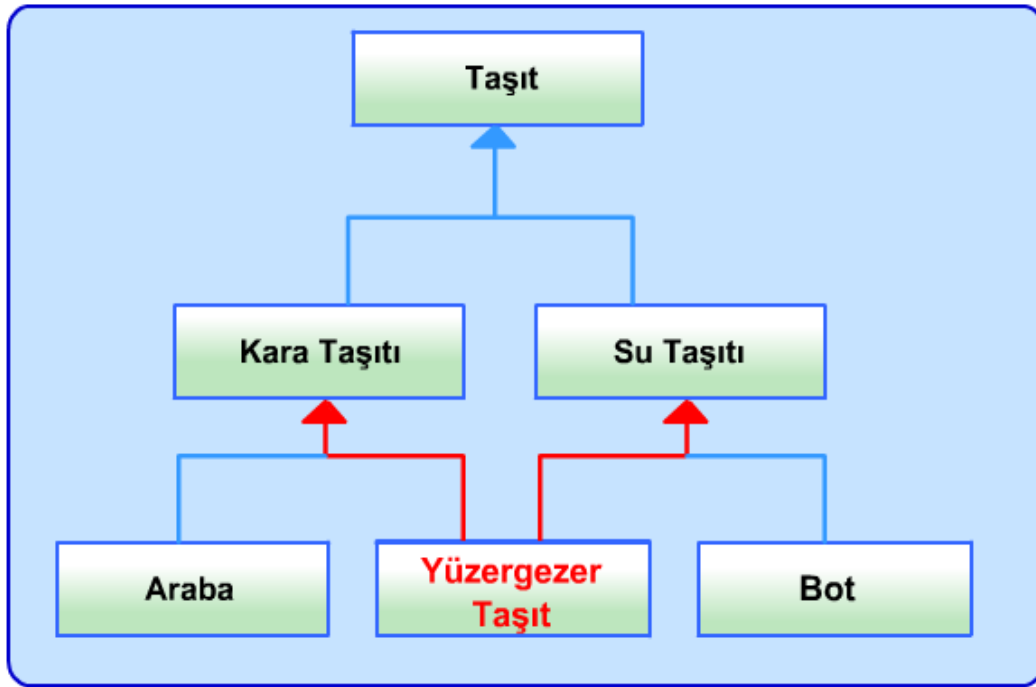 Taşıt
Kara Taşıtı
Su Taşıtı
Araba
Yüzergezer
Taşıt
Bot